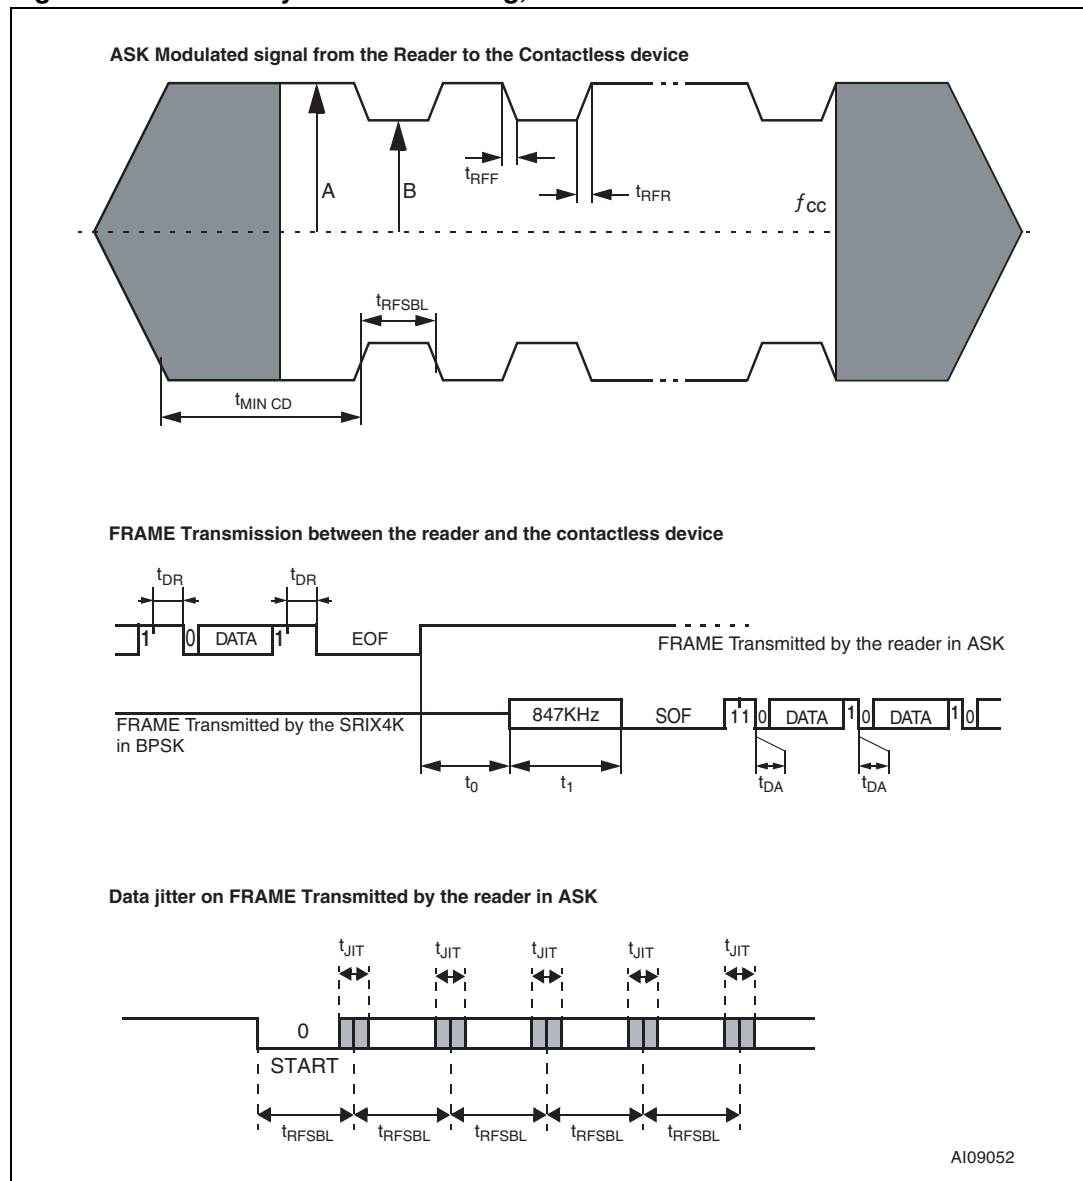 ASK Modulated signal from the Reader to the Contactless device
A
B
tRFF
tRFR
ƒcc
tRFSBL
tMIN CD
FRAME Transmission between the reader and the contactless device
tDR
tDR
1
0
DATA
1
EOF
FRAME Transmitted by the reader in ASK
847KHz
SOF
11
0
DATA
1
0
DATA
1
0
FRAME Transmitted by the SRIX4K
in BPSK
t0
t1
tDA
tDA
Data jitter on FRAME Transmitted by the reader in ASK
tJIT
tJIT
tJIT
tJIT
tJIT
0
START
tRFSBL
tRFSBL
tRFSBL
tRFSBL
tRFSBL
AI09052